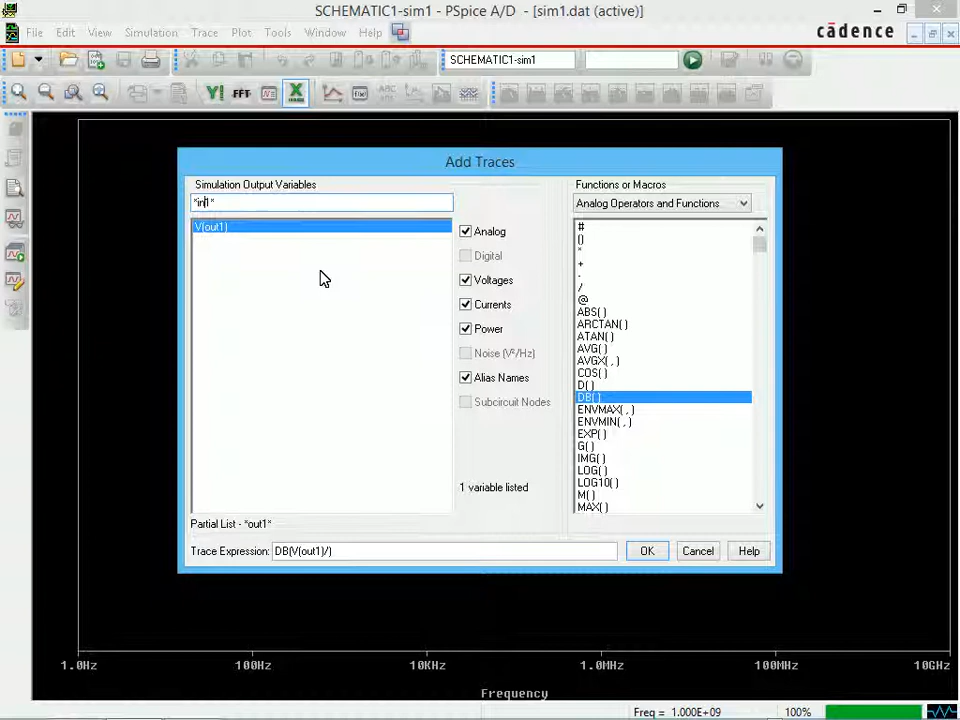 SCHEMATIC1-sim1 - PSpice A/D - [sim1.dat (active)]
File Edit View Simulation Trace Plot Tools Window Help
cādence
SCHEMATIC1-sim1
Y! FFT
ABC
Add Traces
Simulation Output Variables
*in1*
V(out1)
Analog
Digital
Voltages
Currents
Power
Noise (V²/Hz)
Alias Names
Subcircuit Nodes
1 variable listed
Functions or Macros
Analog Operators and Functions
#
()
*
+
-
/
@
ABS( )
ARCTAN( )
ATAN( )
AVG( )
AVGX( , )
COS( )
D( )
DB( )
ENVMAX( , )
ENVMIN( , )
EXP( )
G( )
IMG( )
LOG( )
LOG10( )
M( )
MAX( )
Partial List - *out1*
Trace Expression: DB(V(out1)/)
OK Cancel Help
1.0Hz 100Hz 10KHz 1.0MHz 100MHz 10GHz
Frequency
Freq = 1.000E+09 100%